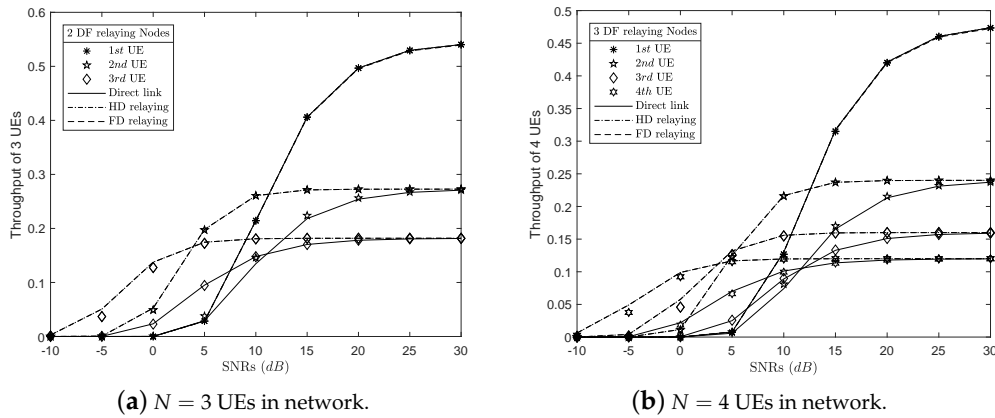 2 DF relaying Nodes
1st UE
2nd UE
3rd UE
Direct link
HD relaying
FD relaying
Throughput of 3 UEs
0.6
0.5
0.4
0.3
0.2
0.1
0
-10 -5 0 5 10 15 20 25 30
SNRs (dB)
(a) N = 3 UEs in network.
3 DF relaying Nodes
1st UE
2nd UE
3rd UE
4th UE
Direct link
HD relaying
FD relaying
Throughput of 4 UEs
0.5
0.45
0.4
0.35
0.3
0.25
0.2
0.15
0.1
0.05
0
-10 -5 0 5 10 15 20 25 30
SNRs (dB)
(b) N = 4 UEs in network.